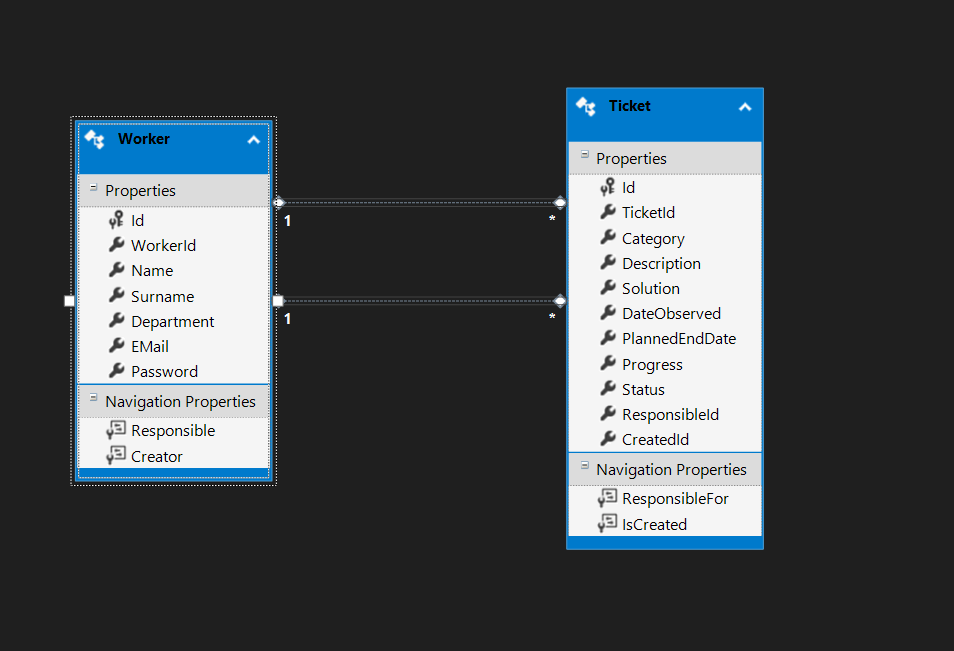 Worker
Properties
Id
WorkerId
Name
Surname
Department
EMail
Password
Navigation Properties
Responsible
Creator
1
*
1
*
Ticket
Properties
Id
TicketId
Category
Description
Solution
DateObserved
PlannedEndDate
Progress
Status
ResponsibleId
CreatedId
Navigation Properties
ResponsibleFor
IsCreated